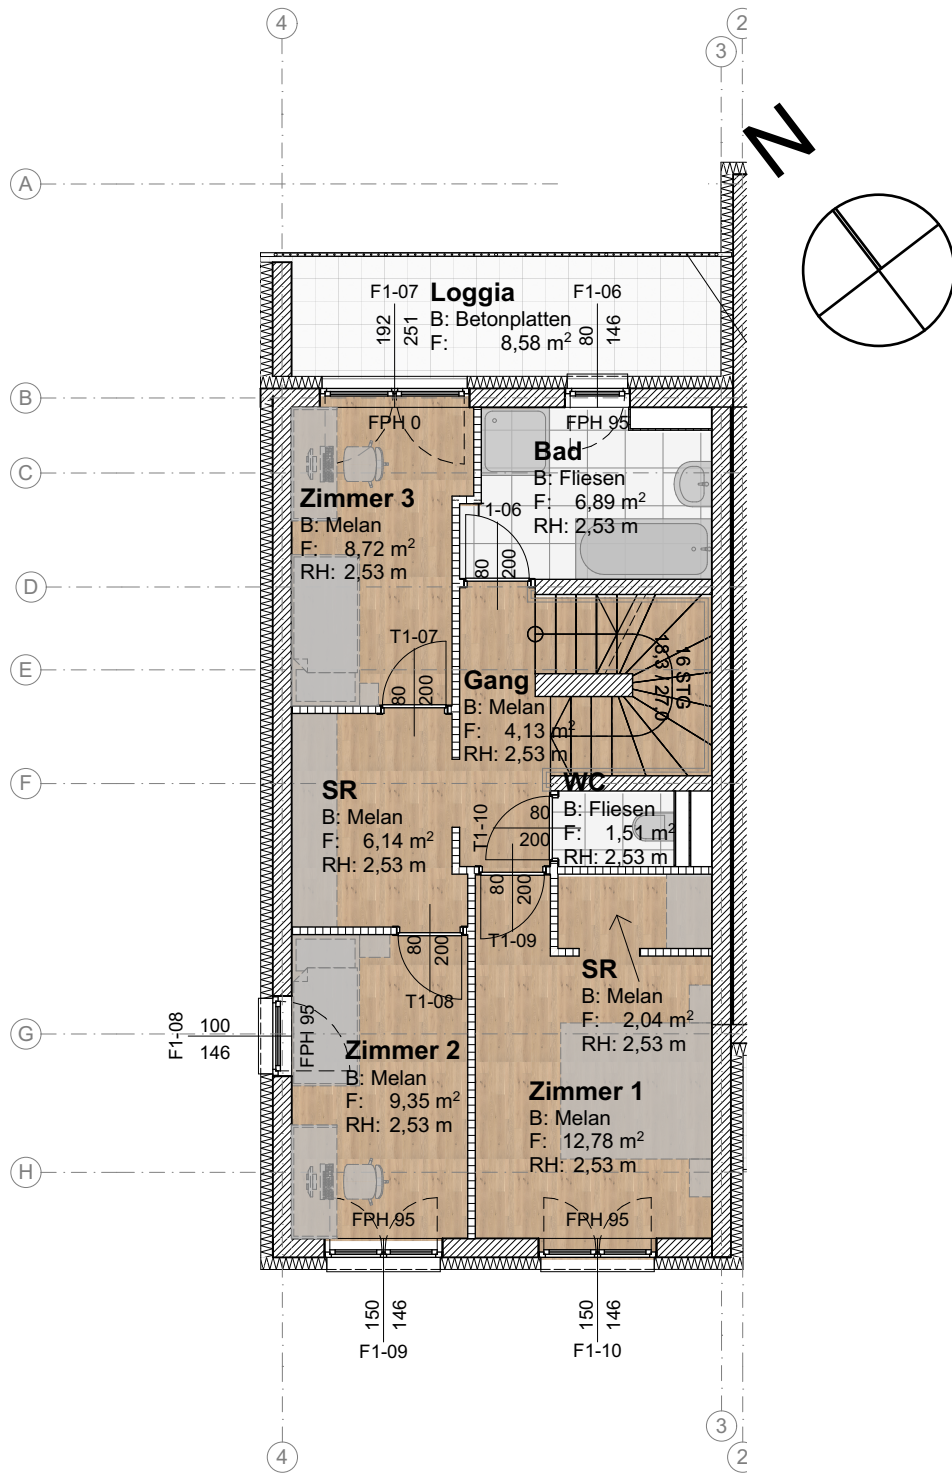 4
2
3
N
A
F1-07
192
251
Loggia
B: Betonplatten
F: 8,58 m²
F1-06
80
146
B
FPH 0
FPH 95
Bad
B: Fliesen
F: 6,89 m²
RH: 2,53 m
C
Zimmer 3
B: Melan
F: 8,72 m²
RH: 2,53 m
T1-06
80
200
D
T1-07
80
200
E
Gang
B: Melan
F: 4,13 m²
RH: 2,53 m
16 STG
18,3 / 27,0
F
SR
B: Melan
F: 6,14 m²
RH: 2,53 m
WC
B: Fliesen
F: 1,51 m²
RH: 2,53 m
T1-10
80
200
80
200
T1-09
80
200
T1-08
SR
B: Melan
F: 2,04 m²
RH: 2,53 m
G
F1-08
100
146
FPH 95
Zimmer 2
B: Melan
F: 9,35 m²
RH: 2,53 m
Zimmer 1
B: Melan
F: 12,78 m²
RH: 2,53 m
H
FPH 95
FPH 95
150
146
F1-09
150
146
F1-10
3
4
2